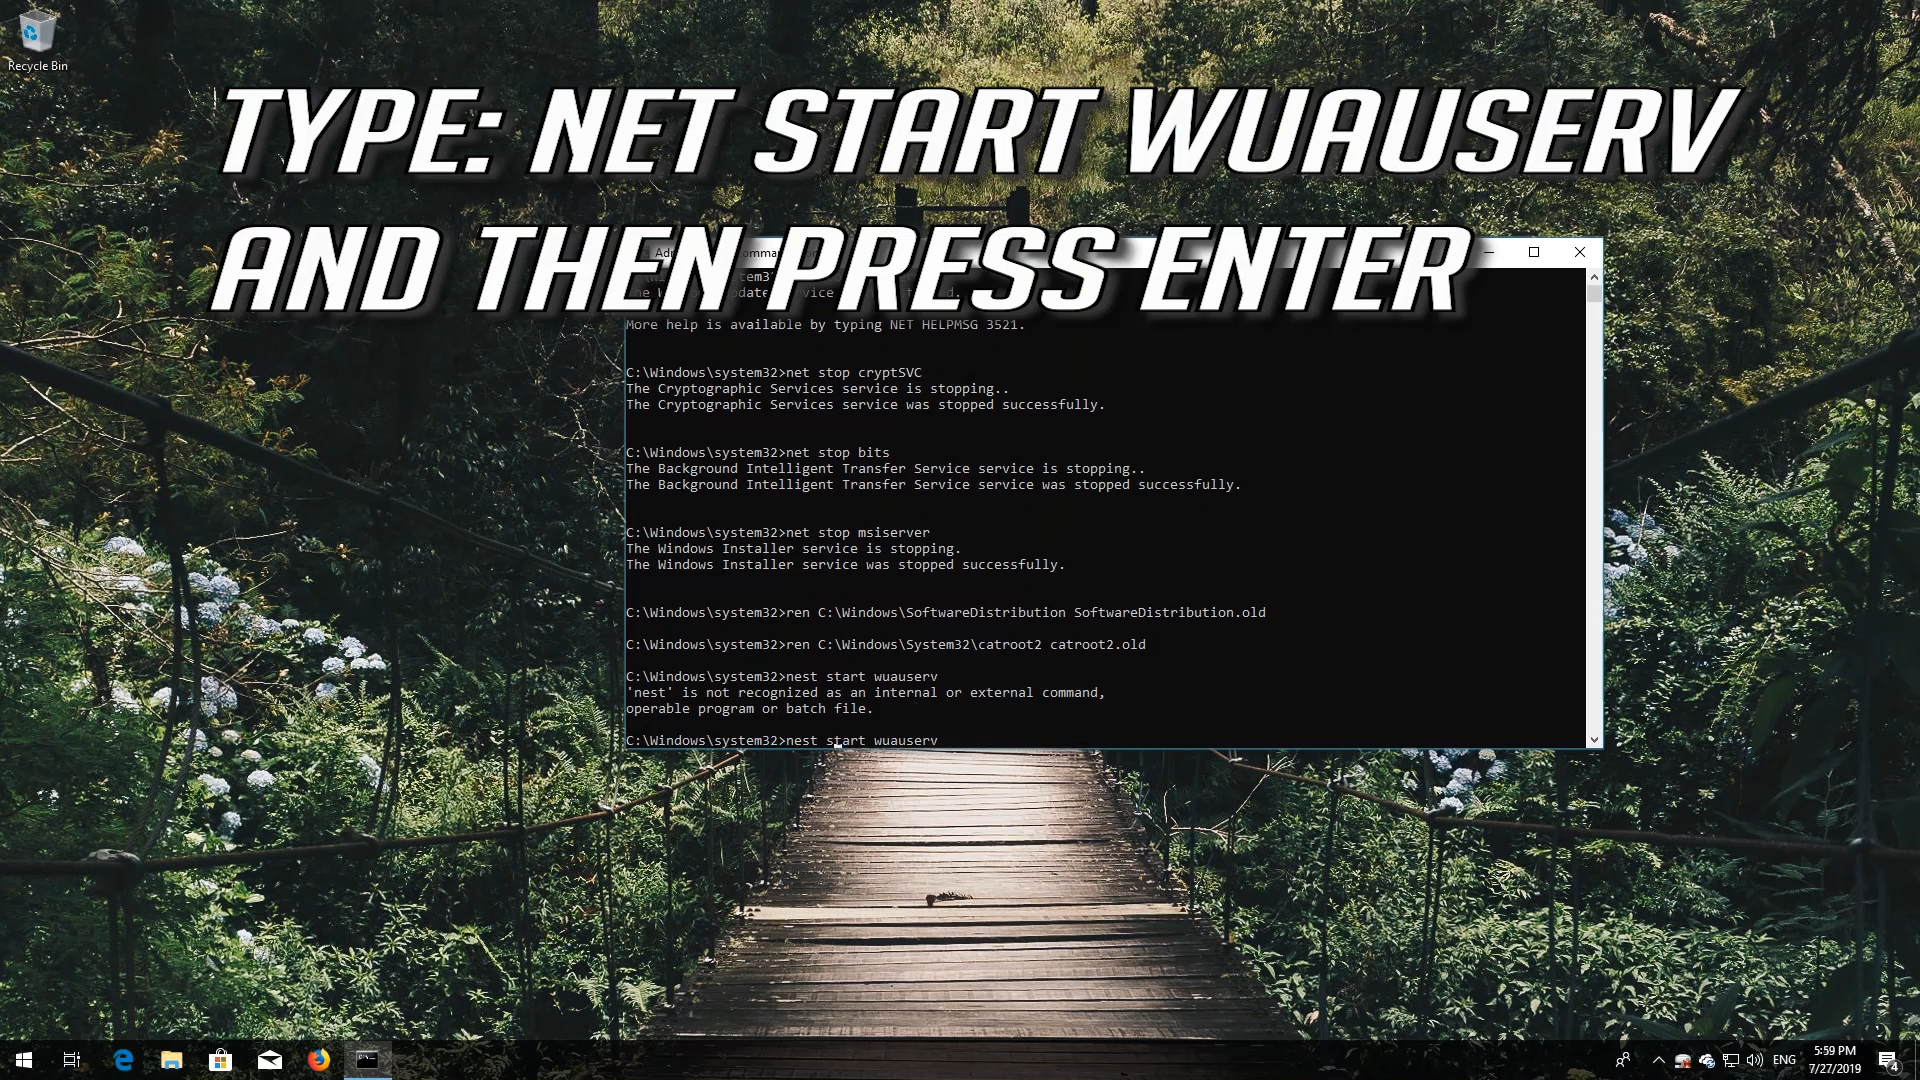 Recycle Bin
TYPE: NET START WUAUSERV
AND THEN PRESS ENTER
More help is available by typing NET HELPMSG 3521.
C:\Windows\system32>net stop cryptSVC
The Cryptographic Services service is stopping..
The Cryptographic Services service was stopped successfully.
C:\Windows\system32>net stop bits
The Background Intelligent Transfer Service service is stopping..
The Background Intelligent Transfer Service service was stopped successfully.
C:\Windows\system32>net stop msiserver
The Windows Installer service is stopping.
The Windows Installer service was stopped successfully.
C:\Windows\system32>ren C:\Windows\SoftwareDistribution SoftwareDistribution.old
C:\Windows\system32>ren C:\Windows\System32\catroot2 catroot2.old
C:\Windows\system32>nest start wuauserv
'nest' is not recognized as an internal or external command,
operable program or batch file.
C:\Windows\system32>nest start wuauserv
ENG
5:59 PM
7/27/2019
4